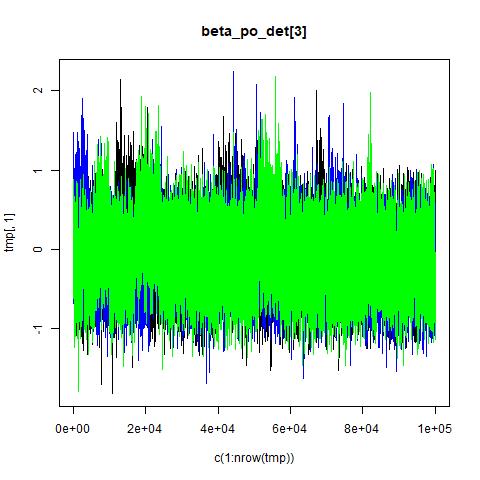 beta_po_det[3]
tmp[, 1]
2
1
0
-1
0e+00 2e+04 4e+04 6e+04 8e+04 1e+05
c(1:nrow(tmp))